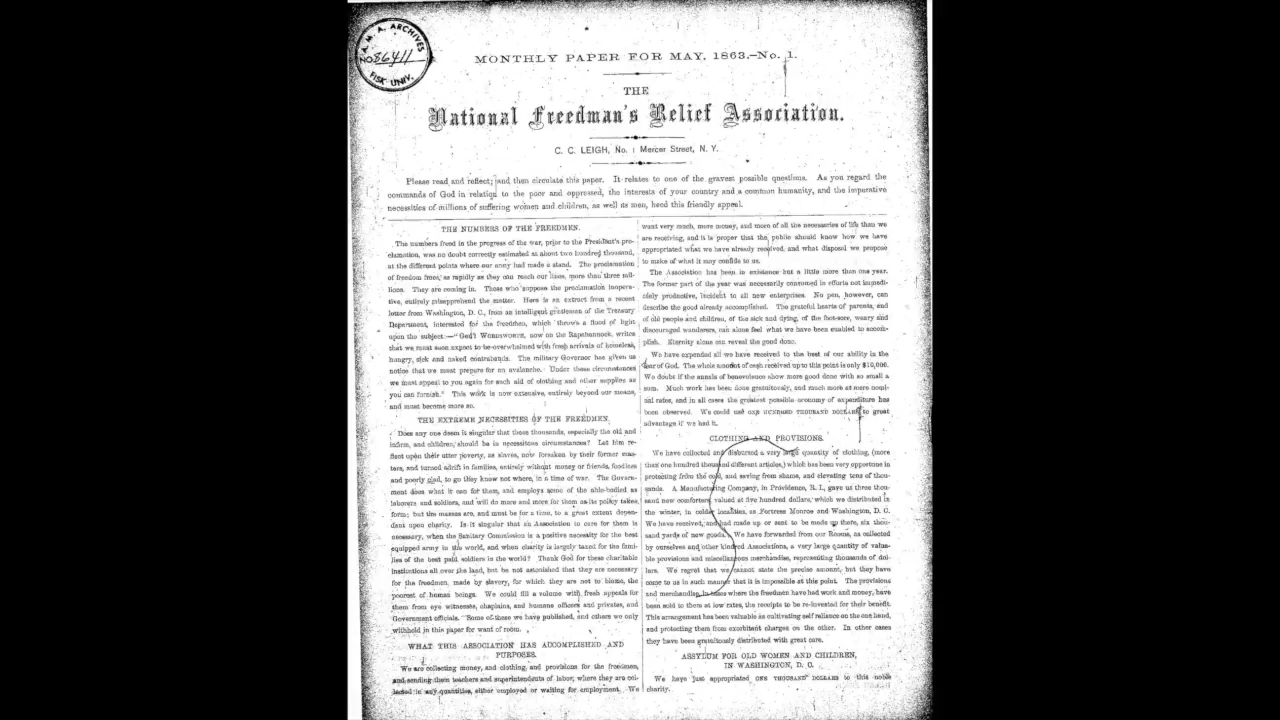 A. M. A. ARCHIVES
NO. 86411
FISK UNIV.
MONTHLY PAPER FOR MAY, 1863.—No. 1.
THE
National Freedman's Relief Association.
C. C. LEIGH, No. 1 Mercer Street, N. Y.
Please read and reflect; and then circulate this paper. It relates to one of the gravest possible questions. As you regard the
commands of God in relation to the poor and oppressed, the interests of your country and a common humanity, and the imperative
necessities of millions of suffering women and children, as well as men, heed this friendly appeal.
THE NUMBERS OF THE FREEDMEN.
The numbers freed in the progress of the war, prior to the President's pro-
clamation, was no doubt correctly estimated at about two hundred thousand,
at the different points where our army had made a stand. The proclamation
of freedom frees, as rapidly as they can reach our lines, more than three mil-
lions. They are coming in. Those who suppose the proclamation inopera-
tive, entirely misapprehend the matter. Here is an extract from a recent
letter from Washington, D. C., from an intelligent gentleman of the Treasury
Department, interested for the freedmen, which throws a flood of light
upon the subject:—"Gen'l WORDSWORTH, now on the Rapahannock, writes
that we must soon expect to be overwhelmed with fresh arrivals of homeless,
hungry, sick and naked contrabands. The military Governor has given us
notice that we must prepare for an avalanche. Under these circumstances
we must appeal to you again for such aid of clothing and other supplies as
you can furnish." This work is now extensive, entirely beyond our means,
and must become more so.
THE EXTREME NECESSITIES OF THE FREEDMEN.
Does any one deem it singular that these thousands, especially the old and
infirm, and children, should be in necessitous circumstances? Let him re-
flect upon their utter poverty, as slaves, now forsaken by their former mas-
ters, and turned adrift in families, entirely without money or friends, foodless
and poorly clad, to go they know not where, in a time of war. The Govern-
ment does what it can for them, and employs some of the able-bodied as
laborers and soldiers, and will do more and more for them as its policy takes
form; but the masses are, and must be for a time, to a great extent depen-
dent upon charity. Is it singular that an Association to care for them is
necessary, when the Sanitary Commission is a positive necessity for the best
equipped army in the world, and when charity is largely taxed for the fami-
lies of the best paid soldiers in the world? Thank God for these charitable
institutions all over the land, but be not astonished that they are necessary
for the freedmen, made by slavery, for which they are not to blame, the
poorest of human beings. We could fill a volume with fresh appeals for
them from eye witnesses, chaplains, and humane officers and privates, and
Government officials. Some of these we have published, and others we only
withhold in this paper for want of room.
WHAT THIS ASSOCIATION HAS ACCOMPLISHED AND
PURPOSES.
We are collecting money, and clothing, and provisions for the freedmen,
and sending them teachers and superintendents of labor, where they are col-
lected in any quantities, either employed or waiting for employment. We
want very much, more money, and more of all the necessaries of life than we
are receiving, and it is proper that the public should know how we have
appropriated what we have already received, and what disposal we propose
to make of what it may confide to us.
The Association has been in existence but a little more than one year.
The former part of the year was necessarily consumed in efforts not immedi-
ately productive, incident to all new enterprises. No pen, however, can
describe the good already accomplished. The grateful hearts of parents, and
of old people and children, of the sick and dying, of the foot-sore, weary and
discouraged wanderers, can alone feel what we have been enabled to accom-
plish. Eternity alone can reveal the good done.
We have expended all we have received to the best of our ability in the
fear of God. The whole amount of cash received up to this point is only $16,000.
We doubt if the annals of benevolence show more good done with so small a
sum. Much work has been done gratuitously, and much more at mere nomi-
nal rates, and in all cases the greatest possible economy of expenditure has
been observed. We could use ONE HUNDRED THOUSAND DOLLARS to great
advantage if we had it.
CLOTHING AND PROVISIONS.
We have collected and disbursed a very large quantity of clothing, (more
than one hundred thousand different articles,) which has been very opportune in
protecting from the cold, and saving from shame, and elevating tens of thou-
sands. A Manufacturing Company, in Providence, R. I., gave us three thou-
sand new comforters, valued at five hundred dollars, which we distributed in
the winter, in colder localities, as Fortress Monroe and Washington, D. C.
We have received, and had made up or sent to be made up there, six thou-
sand yards of new goods. We have forwarded from our Rooms, as collected
by ourselves and other kindred Associations, a very large quantity of valua-
ble provisions and miscellaneous merchandise, representing thousands of dol-
lars. We regret that we cannot state the precise amount, but they have
come to us in such manner that it is impossible at this point. The provisions
and merchandise, in cases where the freedmen have had work and money, have
been sold to them at low rates, the receipts to be re-invested for their benefit.
This arrangement has been valuable as cultivating self reliance on the one hand,
and protecting them from exorbitant charges on the other. In other cases
they have been gratuitously distributed with great care.
ASYLUM FOR OLD WOMEN AND CHILDREN,
IN WASHINGTON, D. C.
We have just appropriated ONE THOUSAND DOLLARS to this noble
charity.